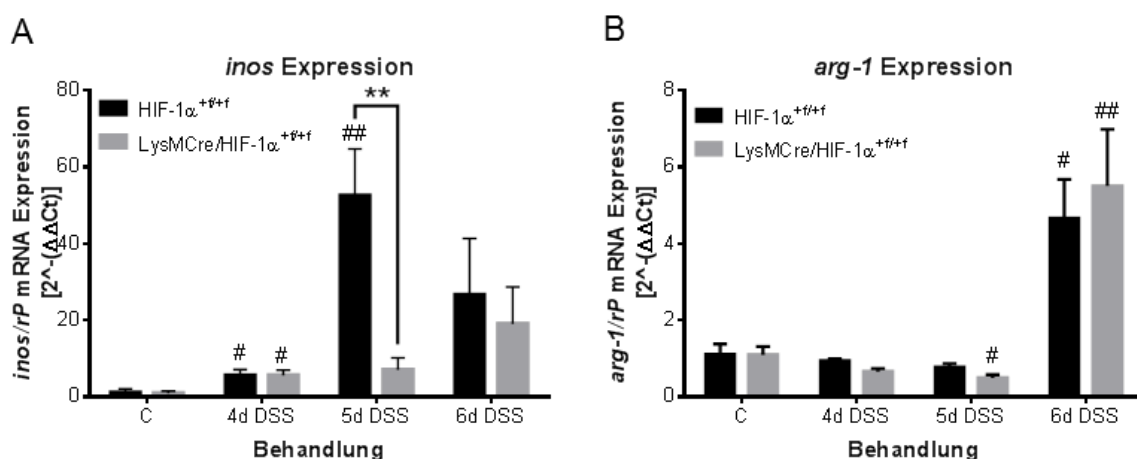 A
inos Expression
HIF-1α+f/+f
LysMCre/HIF-1α+f/+f
inos/rP mRNA Expression
[2^-(ΔΔCt)]
80
60
40
20
0
#
#
##
**
C
4d DSS
5d DSS
6d DSS
Behandlung
B
arg-1 Expression
HIF-1α+f/+f
LysMCre/HIF-1α+f/+f
arg-1/rP mRNA Expression
[2^-(ΔΔCt)]
8
6
4
2
0
#
#
##
C
4d DSS
5d DSS
6d DSS
Behandlung